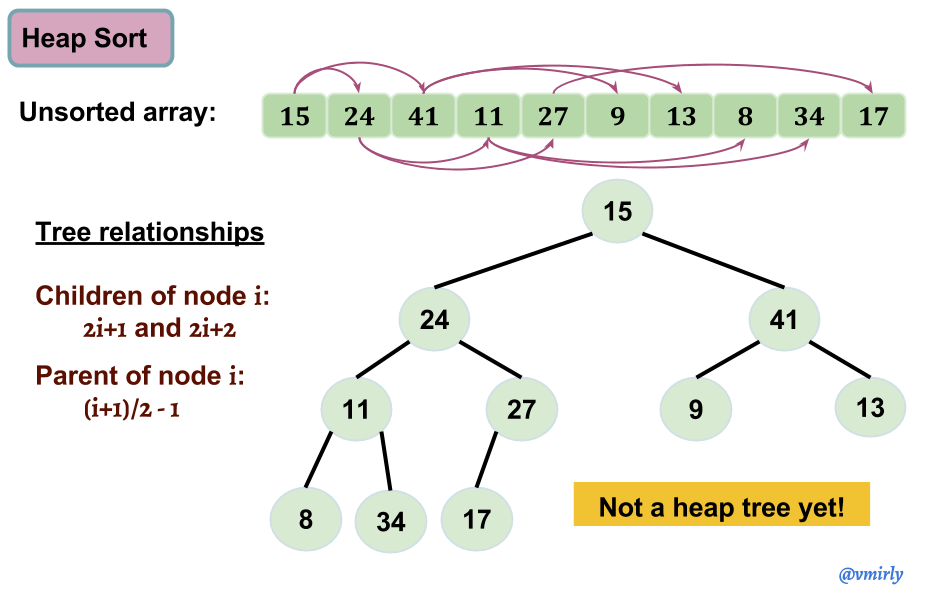 Heap Sort
Unsorted array:
15 24 41 11 27 9 13 8 34 17
Tree relationships
Children of node i:
2i+1 and 2i+2
Parent of node i:
(i+1)/2 - 1
15
24 41
11 27 9 13
8 34 17
Not a heap tree yet!
@vmirly